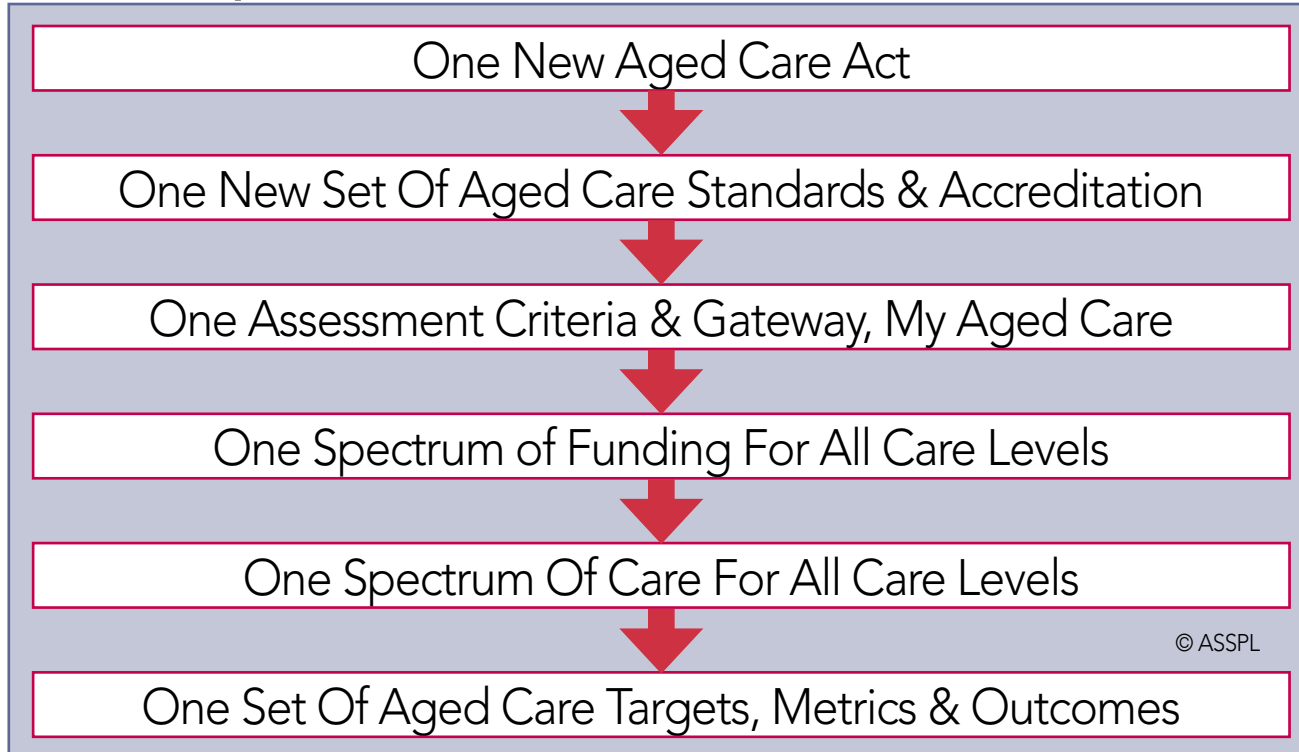 One New Aged Care Act
One New Set Of Aged Care Standards & Accreditation
One Assessment Criteria & Gateway, My Aged Care
One Spectrum of Funding For All Care Levels
One Spectrum Of Care For All Care Levels
© ASSPL
One Set Of Aged Care Targets, Metrics & Outcomes